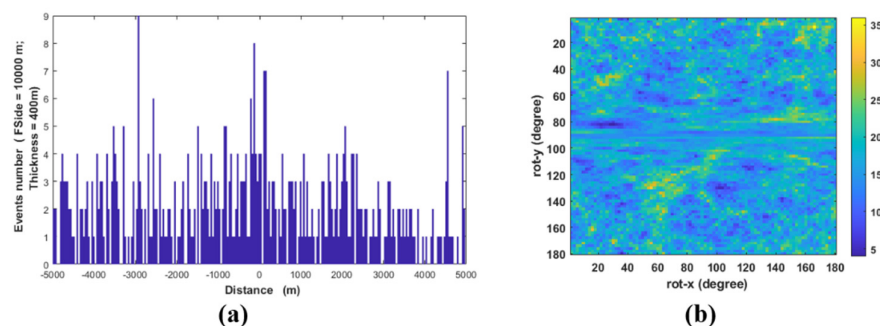 Events number ( FSide = 10000 m;
Thickness = 400m)
9
8
7
6
5
4
3
2
1
0
-5000 -4000 -3000 -2000 -1000 0 1000 2000 3000 4000 5000
Distance (m)
(a)
rot-y (degree)
20
40
60
80
100
120
140
160
180
20 40 60 80 100 120 140 160 180
rot-x (degree)
35
30
25
20
15
10
5
(b)